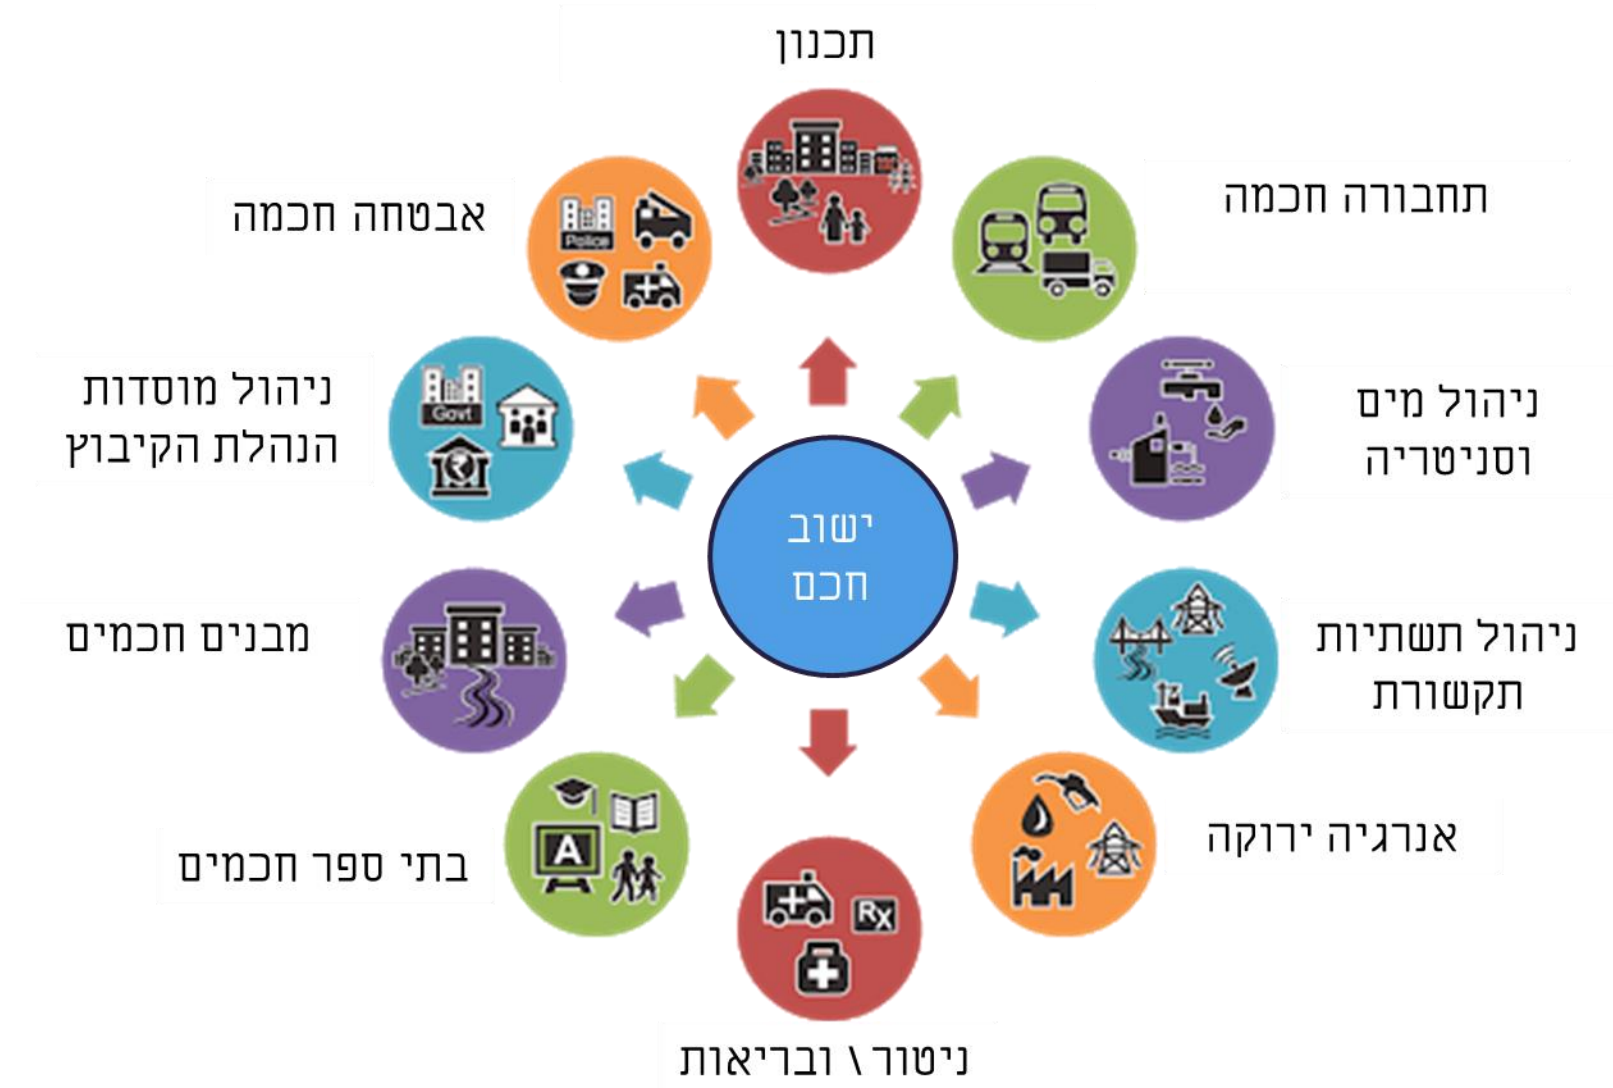 תכנון
תחבורה חכמה
אבטחה חכמה
Police
ניהול מים
וסניטריה
ניהול מוסדות
הנהלת הקיבוץ
Govt
ישוב
חכם
ניהול תשתיות
תקשורת
מבנים חכמים
אנרגיה ירוקה
בתי ספר חכמים
A
Rx
ניטור \ ובריאות